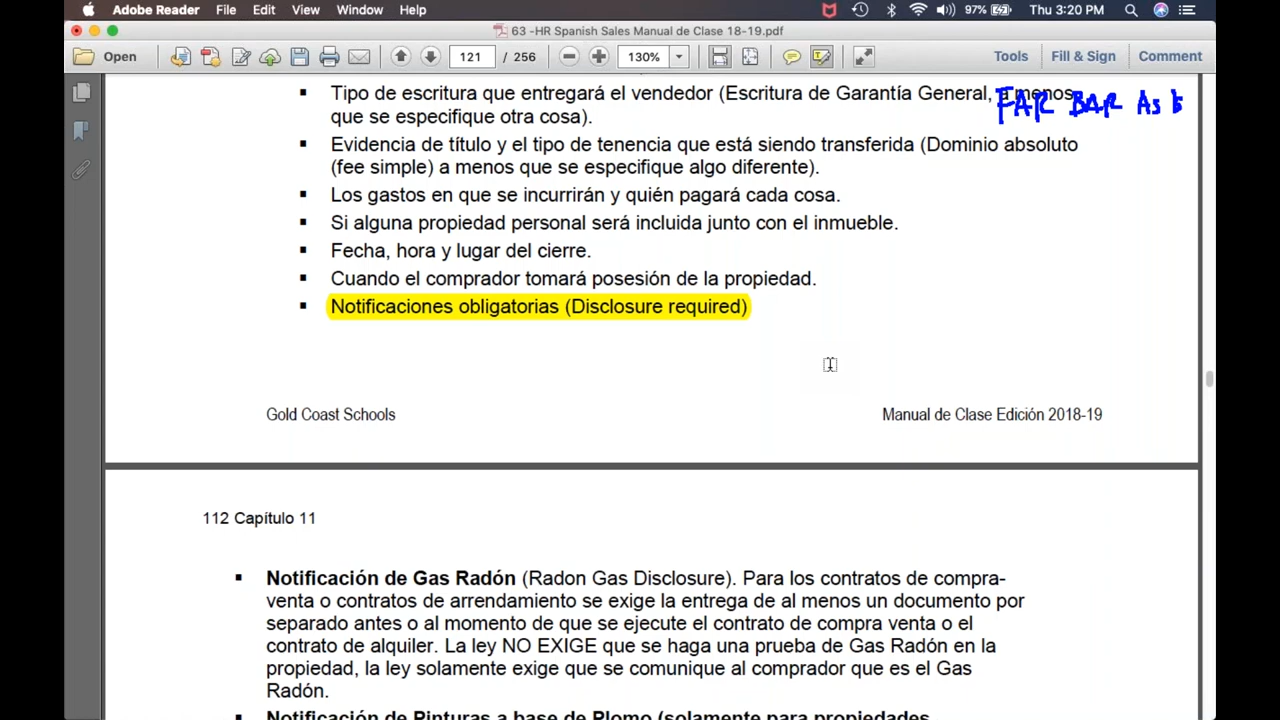 Adobe Reader File Edit View Window Help 97% Thu 3:20 PM
63 -HR Spanish Sales Manual de Clase 18-19.pdf
Open 121 / 256 130% Tools Fill & Sign Comment
▪ Tipo de escritura que entregará el vendedor (Escritura de Garantía General, a menos
que se especifique otra cosa).
FAR BAR As
▪ Evidencia de título y el tipo de tenencia que está siendo transferida (Dominio absoluto
(fee simple) a menos que se especifique algo diferente).
▪ Los gastos en que se incurrirán y quién pagará cada cosa.
▪ Si alguna propiedad personal será incluida junto con el inmueble.
▪ Fecha, hora y lugar del cierre.
▪ Cuando el comprador tomará posesión de la propiedad.
▪ Notificaciones obligatorias (Disclosure required)
Gold Coast Schools Manual de Clase Edición 2018-19
112 Capítulo 11
▪ Notificación de Gas Radón (Radon Gas Disclosure). Para los contratos de compra-
venta o contratos de arrendamiento se exige la entrega de al menos un documento por
separado antes o al momento de que se ejecute el contrato de compra venta o el
contrato de alquiler. La ley NO EXIGE que se haga una prueba de Gas Radón en la
propiedad, la ley solamente exige que se comunique al comprador que es el Gas
Radón.
▪ Notificación de Pinturas a base de Plomo (solamente para propiedades